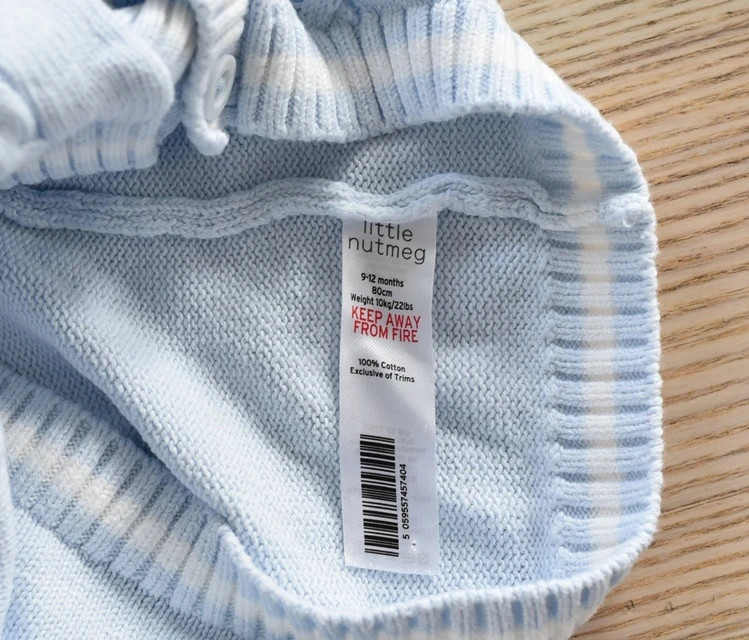 little
nutmeg
9-12 months
80cm
Weight 10kg/22lbs
KEEP AWAY
FROM FIRE
100% Cotton
Exclusive of Trims
5 059557457404